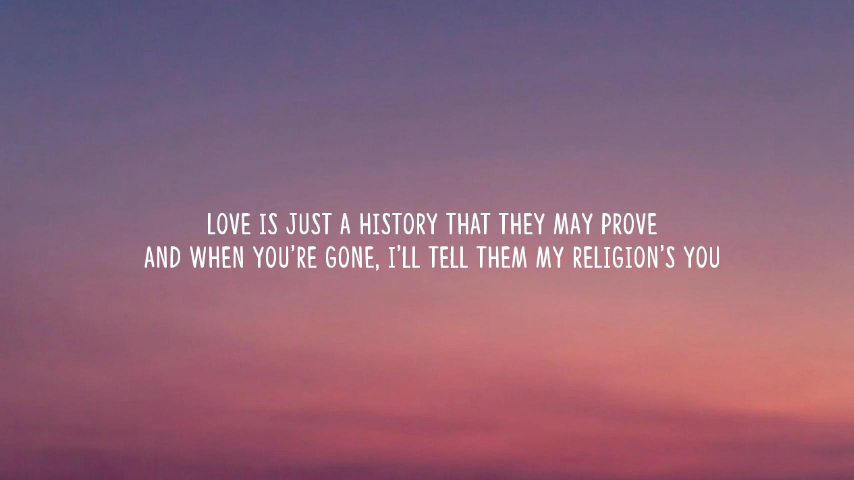 LOVE IS JUST A HISTORY THAT THEY MAY PROVE
AND WHEN YOU'RE GONE, I'LL TELL THEM MY RELIGION'S YOU